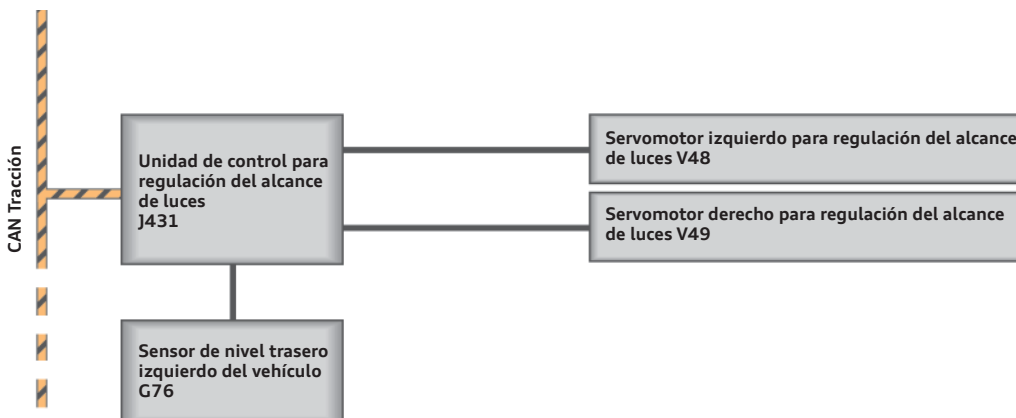 CAN Tracción
Unidad de control para
regulación del alcance
de luces
J431
Servomotor izquierdo para regulación del alcance
de luces V48
Servomotor derecho para regulación del alcance
de luces V49
Sensor de nivel trasero
izquierdo del vehículo
G76